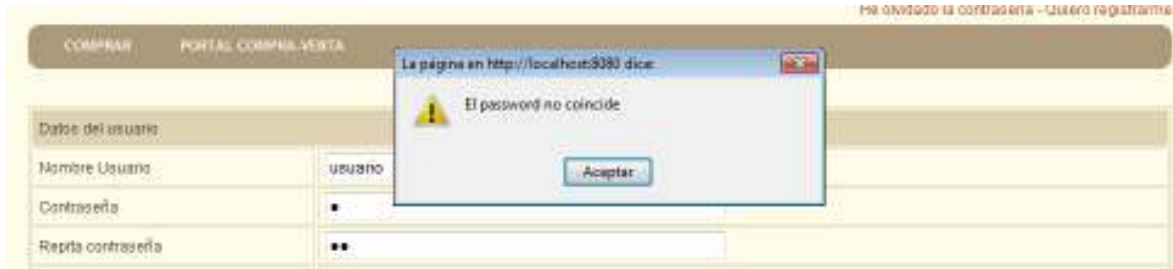 He olvidado la contraseña - Quiero registrarme
COMPRAR PORTAL COMPRA-VENTA
La página en http://localhost:8080 dice:
El password no coincide
Aceptar
Datos del usuario
Nombre Usuario usuario
Contraseña •
Repita contraseña ••